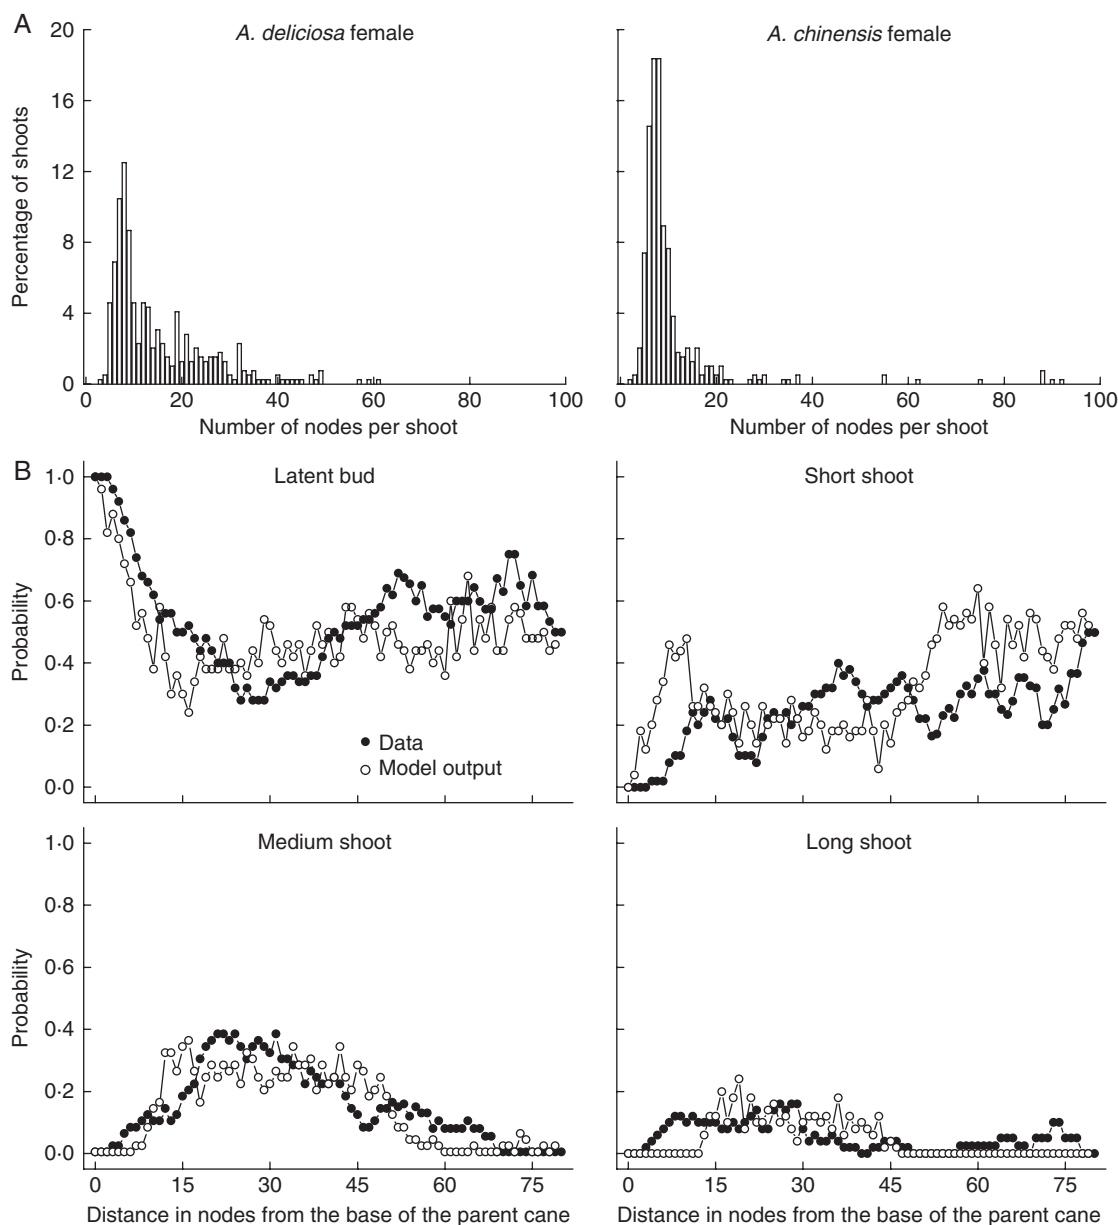 A
A. deliciosa female
A. chinensis female
Percentage of shoots
20
16
12
8
4
0
0 20 40 60 80 100
0 20 40 60 80 100
Number of nodes per shoot
Number of nodes per shoot
B
Latent bud
Short shoot
Probability
1·0
0·8
0·6
0·4
0·2
0·0
Data
Model output
Medium shoot
Long shoot
Probability
1·0
0·8
0·6
0·4
0·2
0·0
0 15 30 45 60 75
0 15 30 45 60 75
Distance in nodes from the base of the parent cane
Distance in nodes from the base of the parent cane